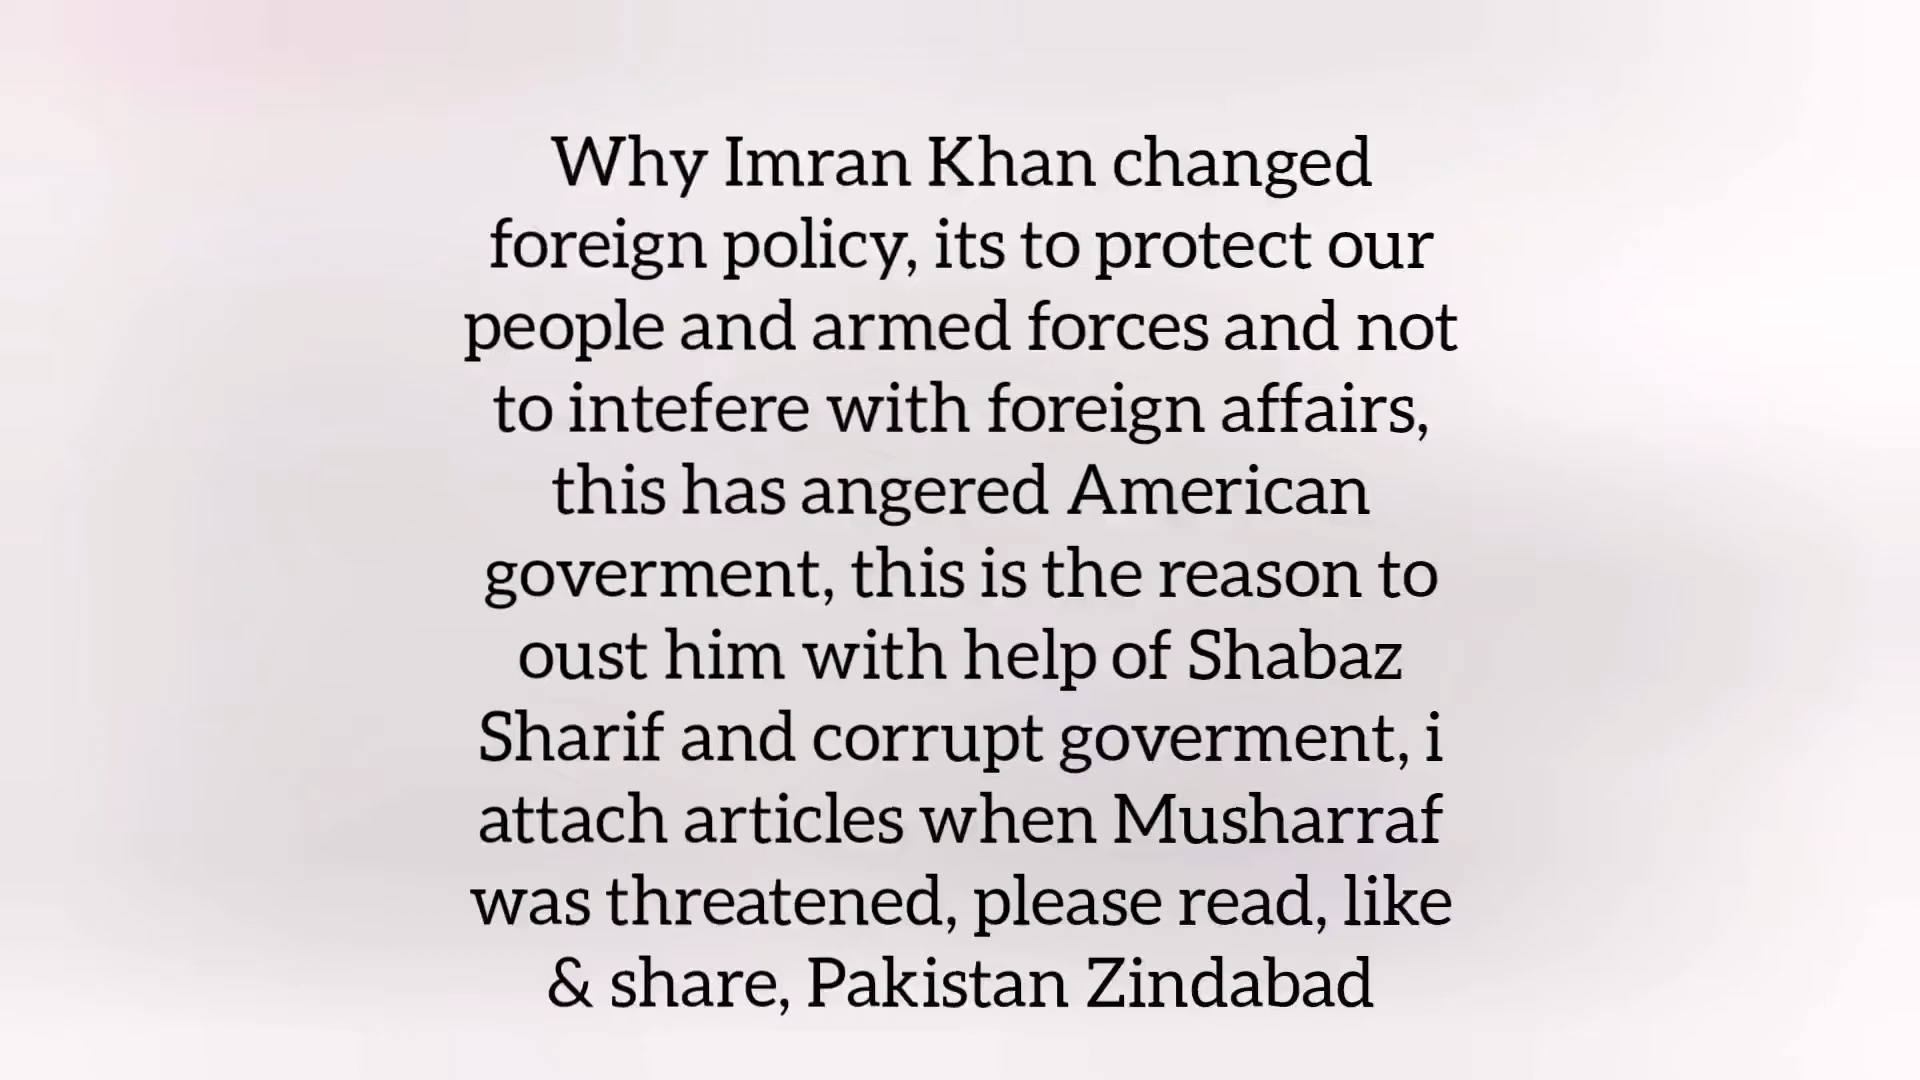 Why Imran Khan changed
foreign policy, its to protect our
people and armed forces and not
to intefere with foreign affairs,
this has angered American
goverment, this is the reason to
oust him with help of Shabaz
Sharif and corrupt goverment, i
attach articles when Musharraf
was threatened, please read, like
& share, Pakistan Zindabad